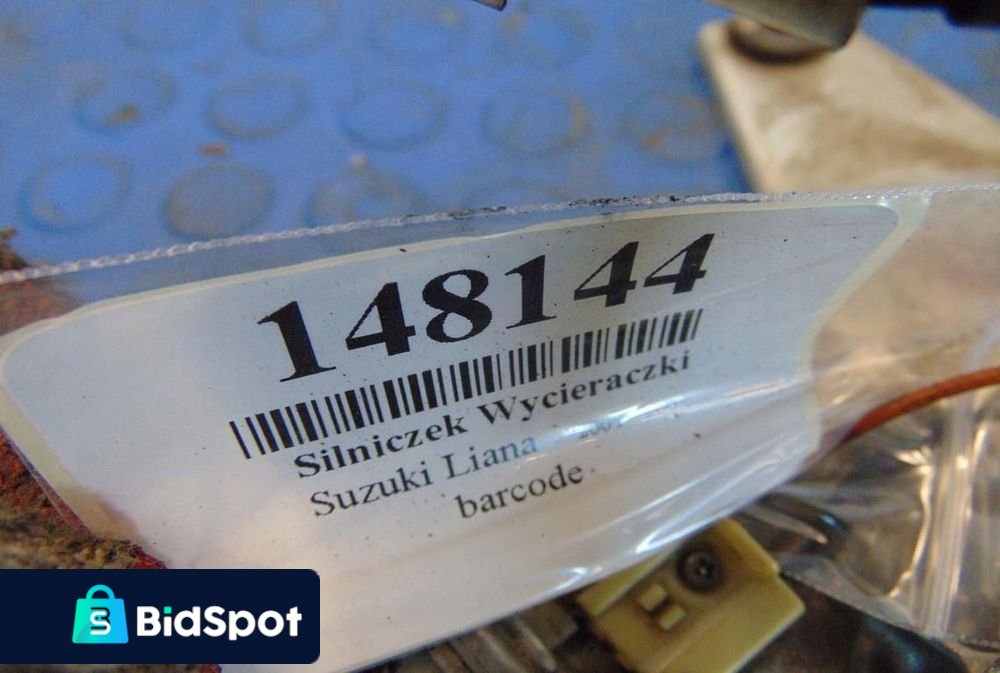 148144
Silniczek Wycieraczki
Suzuki Liana
barcode
BidSpot